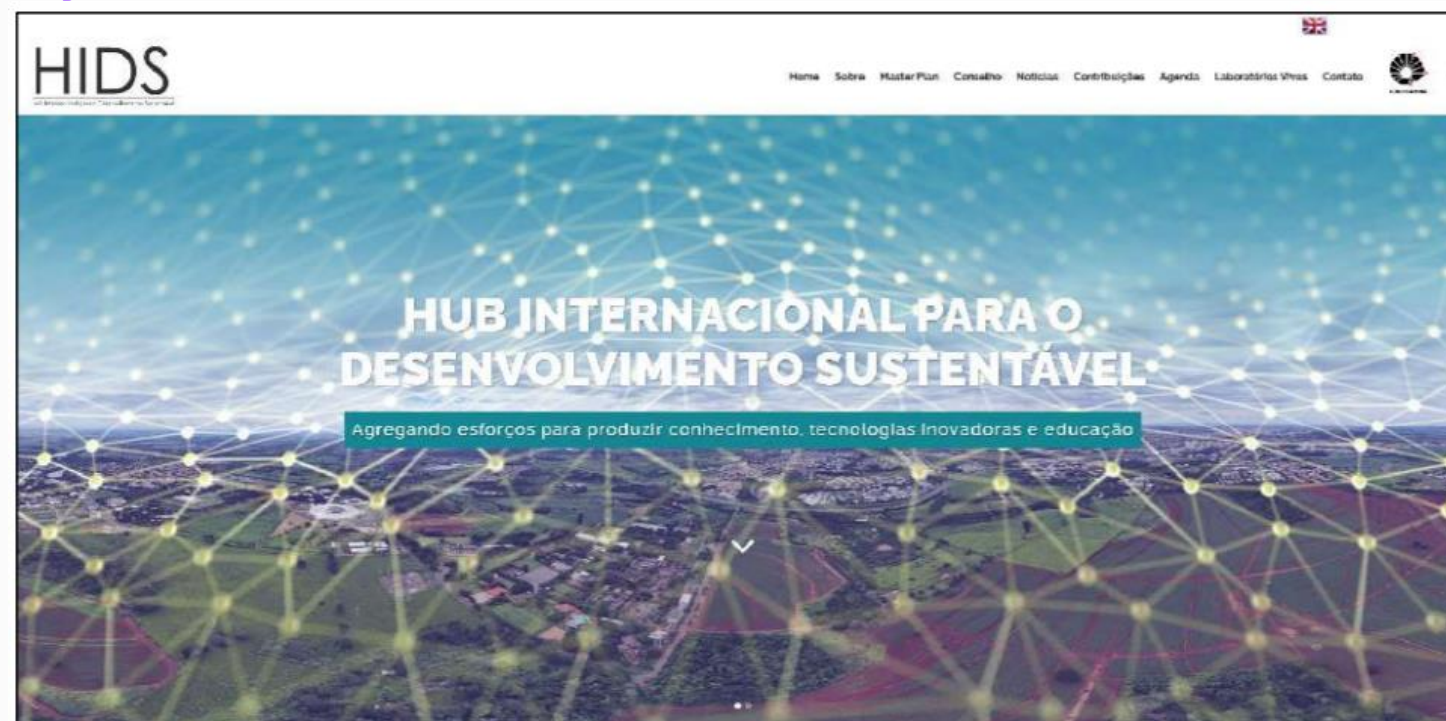 HIDS
Home Sobre Master Plan Conselho Notícias Contribuições Agenda Laboratórios Vivos Contato
HUB INTERNACIONAL PARA O
DESENVOLVIMENTO SUSTENTÁVEL
Agregando esforços para produzir conhecimento, tecnologias inovadoras e educação